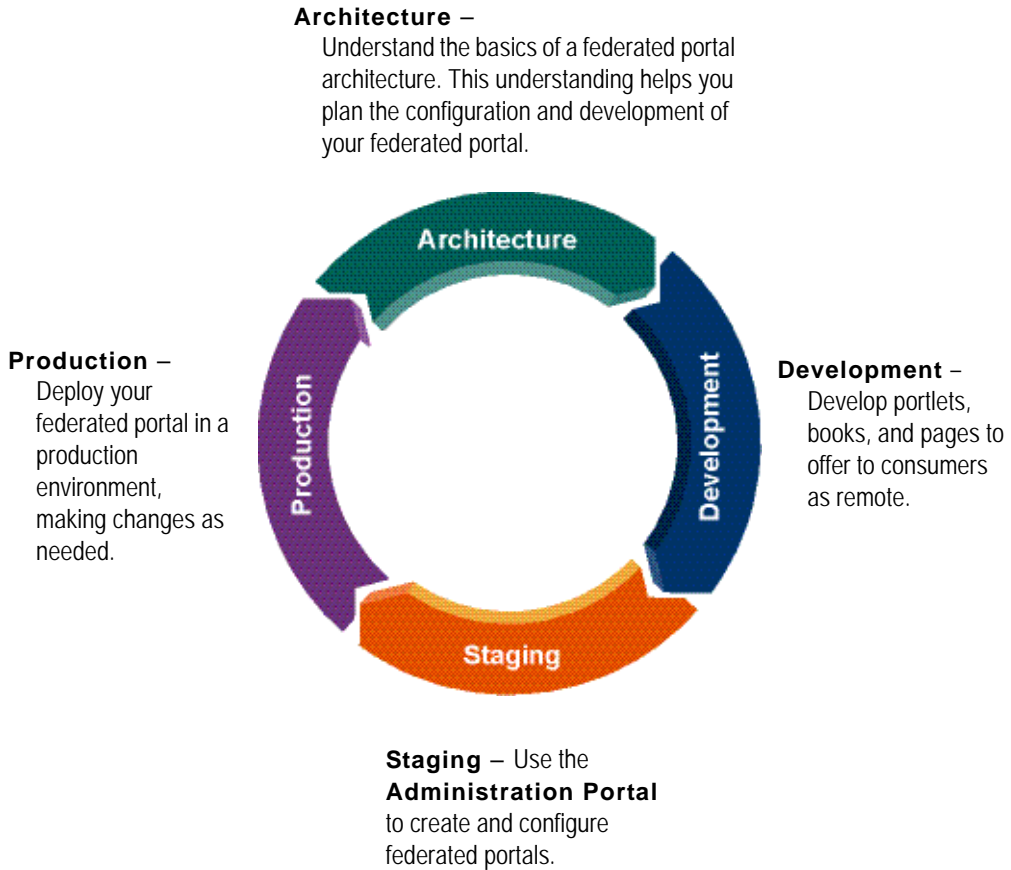 Architecture –
Understand the basics of a federated portal
architecture. This understanding helps you
plan the configuration and development of
your federated portal.
Architecture
Production –
Deploy your
federated portal in a
production
environment,
making changes as
needed.
Production
Development
Development –
Develop portlets,
books, and pages to
offer to consumers
as remote.
Staging
Staging – Use the
Administration Portal
to create and configure
federated portals.